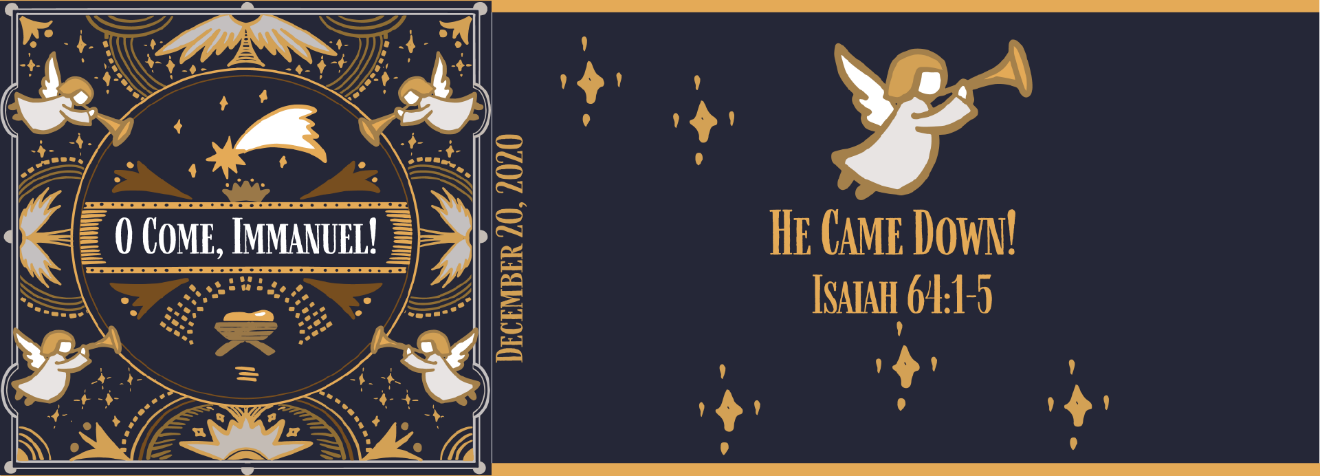 O Come, Immanuel!
December 20, 2020
He Came Down!
Isaiah 64:1-5